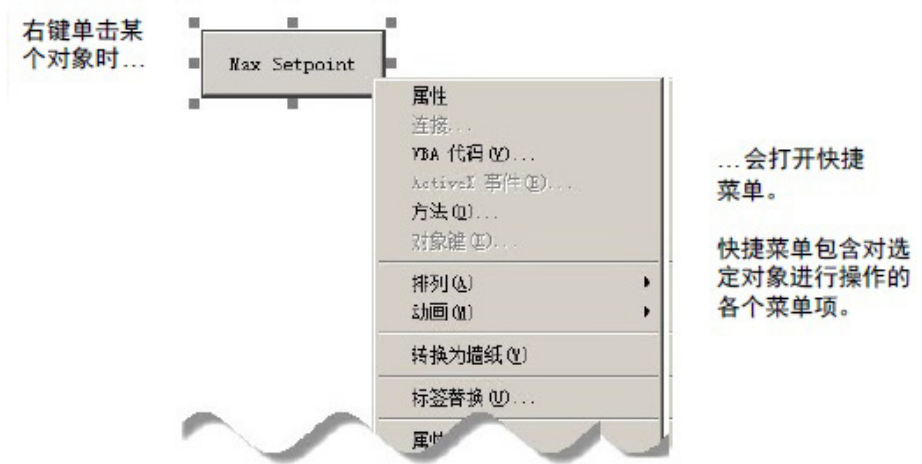 右键单击某
个对象时...
Max Setpoint
属性
连接...
VBA 代码(V)...
ActiveX 事件(E)...
方法(D)...
对象键(K)...
排列(A)
动画(M)
转换为墙纸(Y)
标签替换(U)...
...会打开快捷
菜单。
快捷菜单包含对选
定对象进行操作的
各个菜单项。